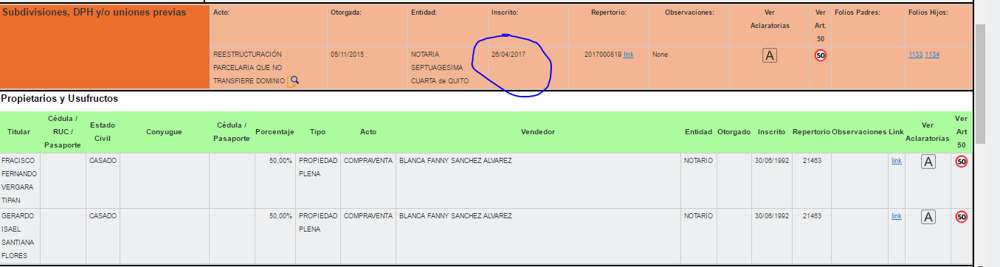 Subdivisiones, DPH y/o uniones previas
Acto: Otorgada: Entidad: Inscrito: Repertorio: Observaciones: Ver Aclaratorias Ver Art. 50 Folios Padres: Folios Hijos:
REESTRUCTURACIÓN 05/11/2015 NOTARIA 26/04/2017 2017000819 link None A 50 1133 1134
PARCELARIA QUE NO SEPTUAGESIMA
TRANSFIERE DOMINIO CUARTA de QUITO
Propietarios y Usufructos
Titular Cédula / RUC / Pasaporte Estado Civil Conyugue Cédula / Pasaporte Porcentaje Tipo Acto Vendedor Entidad Otorgado Inscrito Repertorio Observaciones Link Ver Aclaratorias Ver Art 50
FRACISCO CASADO 50,00% PROPIEDAD COMPRAVENTA BLANCA FANNY SANCHEZ ALVAREZ NOTARIO 30/06/1992 21463 link A 50
FERNANDO PLENA
VERGARA
TIPAN
GERARDO CASADO 50,00% PROPIEDAD COMPRAVENTA BLANCA FANNY SANCHEZ ALVAREZ NOTARIO 30/06/1992 21463 link A 50
ISAEL PLENA
SANTIANA
FLORES